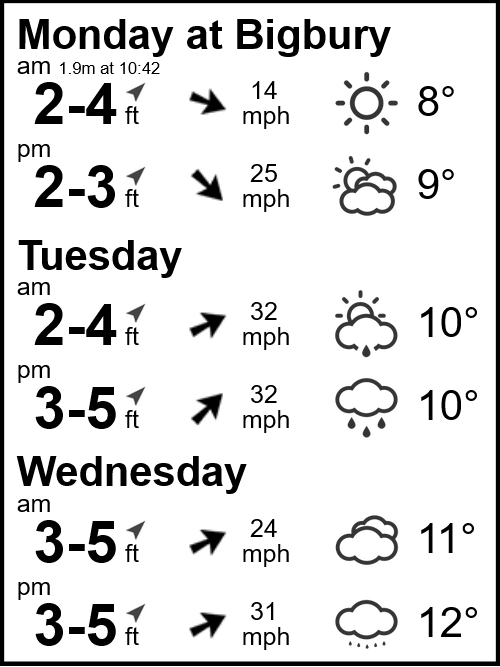 Monday at Bigbury
am 1.9m at 10:42
2-4 ft 14 mph 8°
pm
2-3 ft 25 mph 9°
Tuesday
am
2-4 ft 32 mph 10°
pm
3-5 ft 32 mph 10°
Wednesday
am
3-5 ft 24 mph 11°
pm
3-5 ft 31 mph 12°